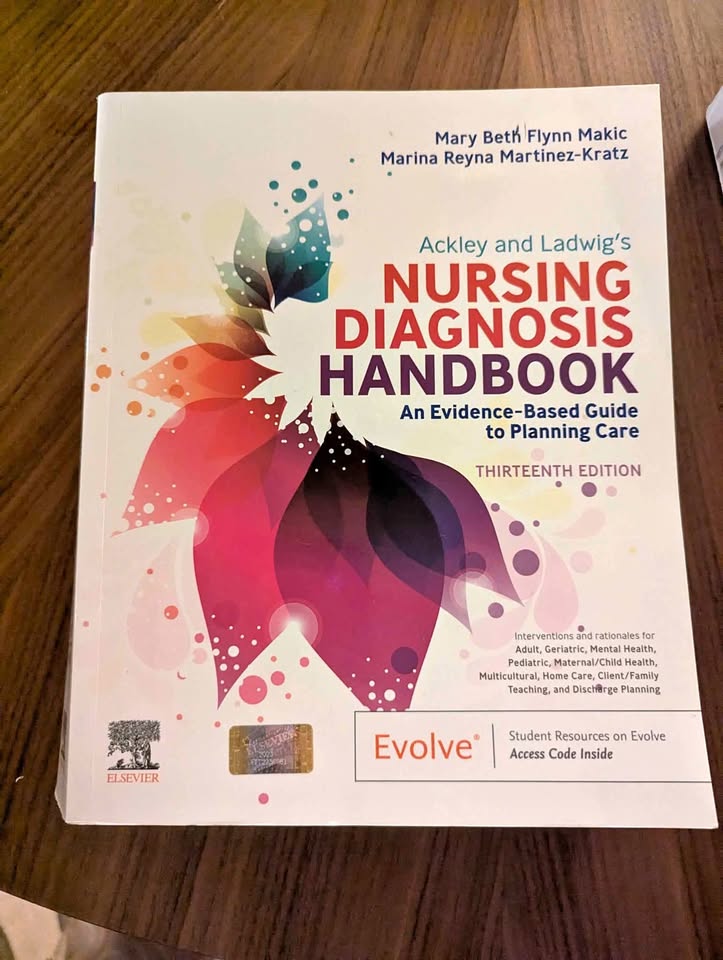 Mary Beth Flynn Makic
Marina Reyna Martinez-Kratz
Ackley and Ladwig's
NURSING
DIAGNOSIS
HANDBOOK
An Evidence-Based Guide
to Planning Care
THIRTEENTH EDITION
Interventions and rationales for
Adult, Geriatric, Mental Health,
Pediatric, Maternal/Child Health,
Multicultural, Home Care, Client/Family
Teaching, and Discharge Planning
ELSEVIER
ELSEVIER
2023
Evolve®
Student Resources on Evolve
Access Code Inside